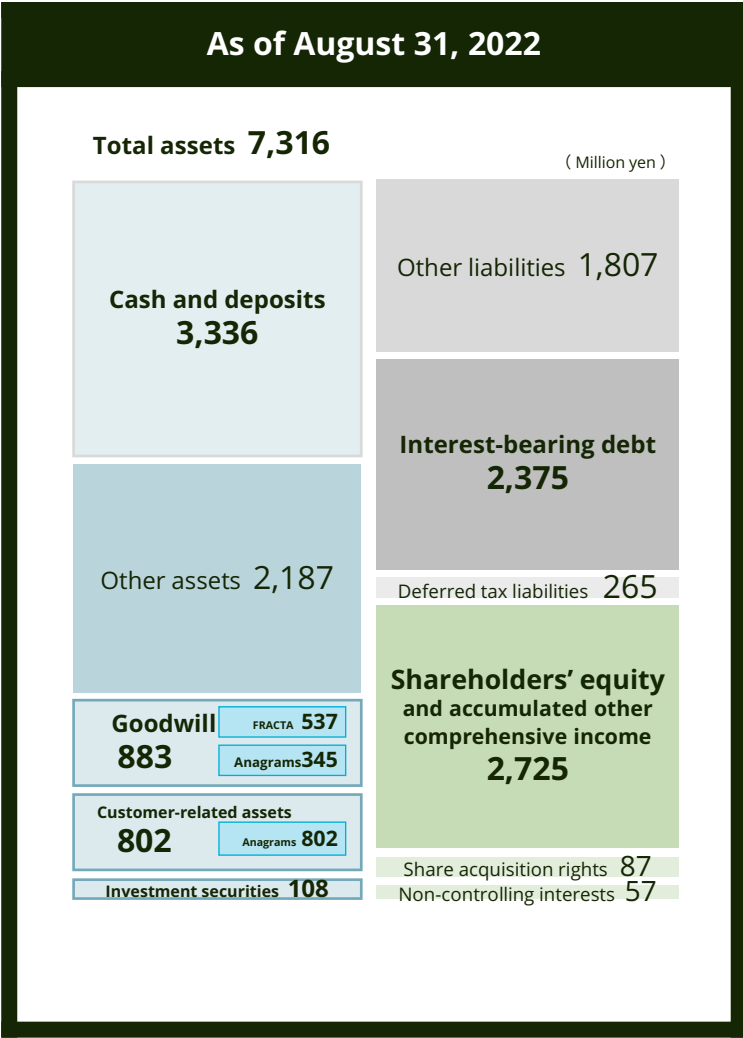 As of August 31, 2022
Total assets 7,316
( Million yen )
Cash and deposits
3,336
Other assets 2,187
Goodwill
883
FRACTA 537
Anagrams345
Customer-related assets
802
Anagrams 802
Investment securities 108
Other liabilities 1,807
Interest-bearing debt
2,375
Deferred tax liabilities 265
Shareholders’ equity
and accumulated other
comprehensive income
2,725
Share acquisition rights 87
Non-controlling interests 57